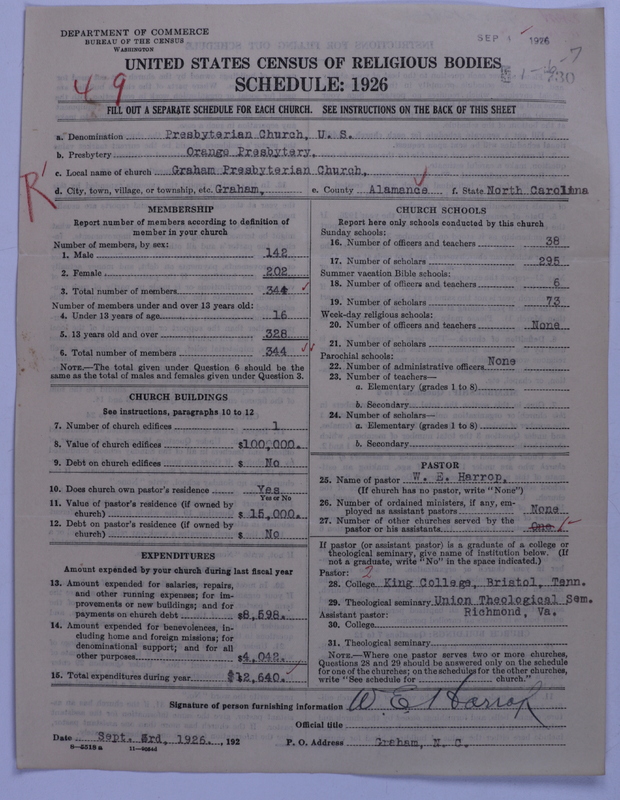 DEPARTMENT OF COMMERCE
BUREAU OF THE CENSUS
WASHINGTON
SEP 1 1926
UNITED STATES CENSUS OF RELIGIOUS BODIES
1-6-7
730
SCHEDULE: 1926
49
FILL OUT A SEPARATE SCHEDULE FOR EACH CHURCH. SEE INSTRUCTIONS ON THE BACK OF THIS SHEET
a. Denomination Presbyterian Church, U. S.
b. Presbytery Orange Presbytery,
c. Local name of church Graham Presbyterian Church,
R'
d. City, town, village, or township, etc. Graham, e. County Alamance f. State North Carolina
MEMBERSHIP
Report number of members according to definition of
member in your church
Number of members, by sex:
1. Male 142
2. Female 202
3. Total number of members 344
Number of members under and over 13 years old:
4. Under 13 years of age 16
5. 13 years old and over 328
6. Total number of members 344
NOTE.—The total given under Question 6 should be the
same as the total of males and females given under Question 3.
CHURCH BUILDINGS
See instructions, paragraphs 10 to 12
7. Number of church edifices 1
8. Value of church edifices $100,000.
9. Debt on church edifices $ No
10. Does church own pastor's residence Yes
Yes or No
11. Value of pastor's residence (if owned by
church) $ 15,000.
12. Debt on pastor's residence (if owned by
church) $ No
EXPENDITURES
Amount expended by your church during last fiscal year
13. Amount expended for salaries, repairs,
and other running expenses; for im-
provements or new buildings; and for
payments on church debt $8,598.
14. Amount expended for benevolences, in-
cluding home and foreign missions; for
denominational support; and for all
other purposes $4,042.
15. Total expenditures during year $12,640.
CHURCH SCHOOLS
Report here only schools conducted by this church
Sunday schools:
16. Number of officers and teachers 38
17. Number of scholars 295
Summer vacation Bible schools:
18. Number of officers and teachers 6
19. Number of scholars 73
Week-day religious schools:
20. Number of officers and teachers None
21. Number of scholars
Parochial schools:
22. Number of administrative officers None
23. Number of teachers—
a. Elementary (grades 1 to 8)
b. Secondary
24. Number of scholars—
a. Elementary (grades 1 to 8)
b. Secondary
PASTOR
25. Name of pastor W. E. Harrop,
(If church has no pastor, write "None")
26. Number of ordained ministers, if any, em-
ployed as assistant pastors None
27. Number of other churches served by the
pastor or his assistants One 1
If pastor (or assistant pastor) is a graduate of a college or
theological seminary, give name of institution below. (If
not a graduate, write "No" in the space indicated.)
Pastor: 2
28. College King College, Bristol, Tenn.
29. Theological seminary Union Theological Sem.
Assistant pastor: Richmond, Va.
30. College
31. Theological seminary
NOTE.—Where one pastor serves two or more churches,
Questions 28 and 29 should be answered only on the schedule
for one of the churches; on the schedules for the other churches,
write "See schedule for church."
Signature of person furnishing information W E Harrop
Official title
Date Sept. 3rd, 1926. , 192 P. O. Address Graham, N. C.
8—5518 a